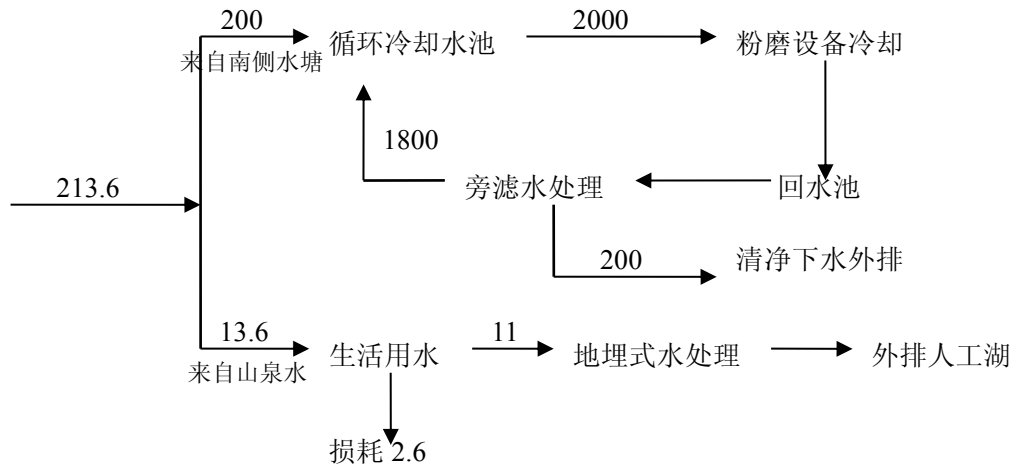 200
2000
循环冷却水池
粉磨设备冷却
来自南侧水塘
1800
213.6
旁滤水处理
回水池
200
清净下水外排
13.6
11
生活用水
地埋式水处理
外排人工湖
来自山泉水
损耗 2.6